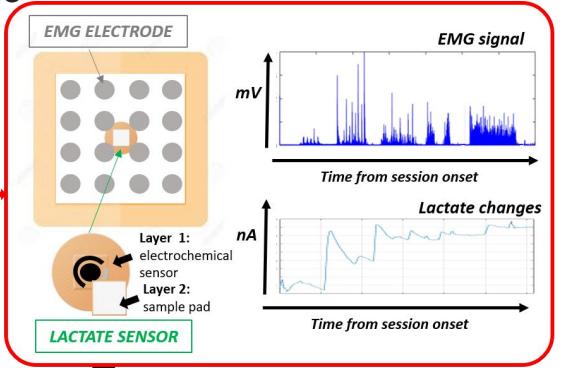 EMG ELECTRODE
EMG signal
mV
Time from session onset
Lactate changes
nA
Time from session onset
Layer 1:
electrochemical
sensor
Layer 2:
sample pad
LACTATE SENSOR